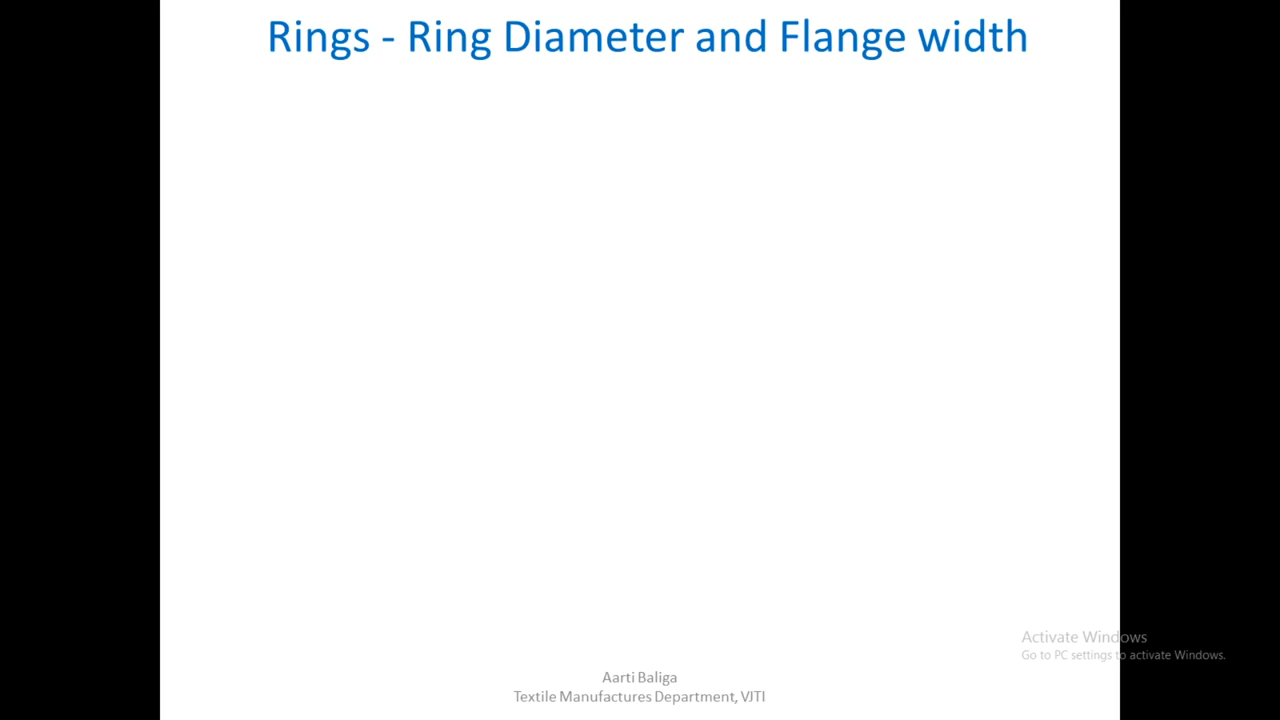 Rings - Ring Diameter and Flange width
Activate Windows
Go to PC settings to activate Windows.
Aarti Baliga
Textile Manufactures Department, VJTI